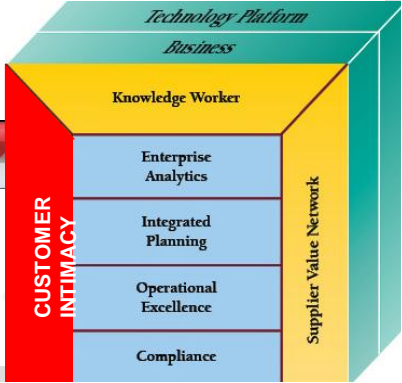 Technology Platform
Business
Knowledge Worker
Enterprise
Analytics
Integrated
Planning
Operational
Excellence
Compliance
CUSTOMER
INTIMACY
Supplier Value Network